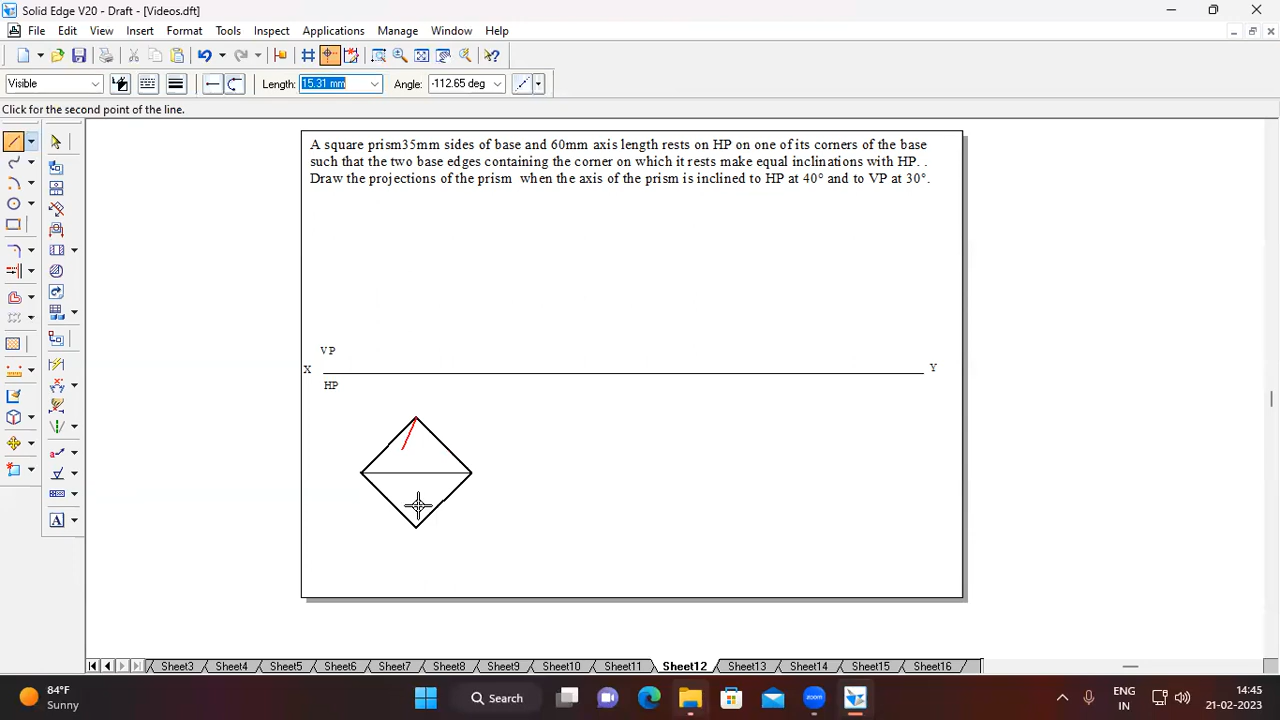 Solid Edge V20 - Draft - [Videos.dft]
File Edit View Insert Format Tools Inspect Applications Manage Window Help
Visible Length: 15.31 mm Angle: -112.65 deg
Click for the second point of the line.
A square prism35mm sides of base and 60mm axis length rests on HP on one of its corners of the base
such that the two base edges containing the corner on which it rests make equal inclinations with HP. .
Draw the projections of the prism when the axis of the prism is inclined to HP at 40° and to VP at 30°.
VP
X Y
HP
A
Sheet3 Sheet4 Sheet5 Sheet6 Sheet7 Sheet8 Sheet9 Sheet10 Sheet11 Sheet12 Sheet13 Sheet14 Sheet15 Sheet16
84°F
Sunny
Search
zoom
ENG
IN
14:45
21-02-2023